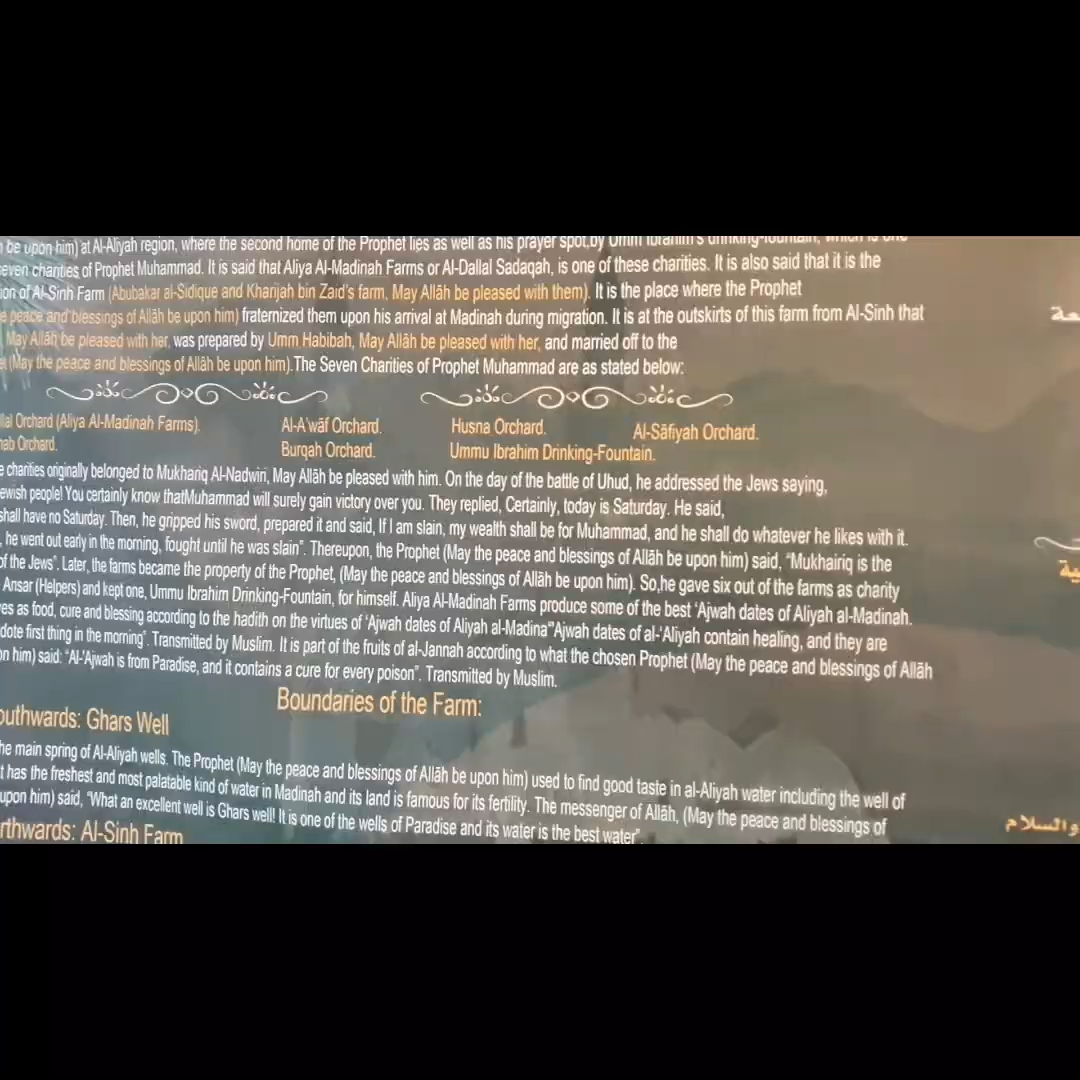 be upon him) at Al-Aliyah region, where the second home of the Prophet lies as well as his prayer spot,by Umm Ibrahim's drinking-fountain, which is one
even charities of Prophet Muhammad. It is said that Aliya Al-Madinah Farms or Al-Dallal Sadaqah, is one of these charities. It is also said that it is the
on of Al-Sinh Farm (Abubakar al-Sidique and Kharijah bin Zaid's farm, May Allāh be pleased with them). It is the place where the Prophet
e peace and blessings of Allāh be upon him) fraternized them upon his arrival at Madinah during migration. It is at the outskirts of this farm from Al-Sinh that
May Allāh be pleased with her, was prepared by Umm Habibah, May Allāh be pleased with her, and married off to the
(May the peace and blessings of Allāh be upon him).The Seven Charities of Prophet Muhammad are as stated below:
lal Orchard (Aliya Al-Madinah Farms). Al-A'wāf Orchard. Husna Orchard. Al-Sāfiyah Orchard.
ab Orchard. Burqah Orchard. Ummu Ibrahim Drinking-Fountain.
e charities originally belonged to Mukhariq Al-Nadwiri, May Allāh be pleased with him. On the day of the battle of Uhud, he addressed the Jews saying,
ewish people! You certainly know thatMuhammad will surely gain victory over you. They replied, Certainly, today is Saturday. He said,
shall have no Saturday. Then, he gripped his sword, prepared it and said, If I am slain, my wealth shall be for Muhammad, and he shall do whatever he likes with it.
, he went out early in the morning, fought until he was slain". Thereupon, the Prophet (May the peace and blessings of Allāh be upon him) said, "Mukhairiq is the
of the Jews". Later, the farms became the property of the Prophet, (May the peace and blessings of Allāh be upon him). So,he gave six out of the farms as charity
Ansar (Helpers) and kept one, Ummu Ibrahim Drinking-Fountain, for himself. Aliya Al-Madinah Farms produce some of the best 'Ajwah dates of Aliyah al-Madinah.
es as food, cure and blessing according to the hadith on the virtues of 'Ajwah dates of Aliyah al-Madina"'Ajwah dates of al-'Aliyah contain healing, and they are
dote first thing in the morning". Transmitted by Muslim. It is part of the fruits of al-Jannah according to what the chosen Prophet (May the peace and blessings of Allāh
on him) said: "Al-'Ajwah is from Paradise, and it contains a cure for every poison". Transmitted by Muslim.
Boundaries of the Farm:
outhwards: Ghars Well
he main spring of Al-Aliyah wells. The Prophet (May the peace and blessings of Allāh be upon him) used to find good taste in al-Aliyah water including the well of
t has the freshest and most palatable kind of water in Madinah and its land is famous for its fertility. The messenger of Allāh, (May the peace and blessings of
upon him) said, "What an excellent well is Ghars well! It is one of the wells of Paradise and its water is the best water".
rthwards: Al-Sinh Farm
والسلام